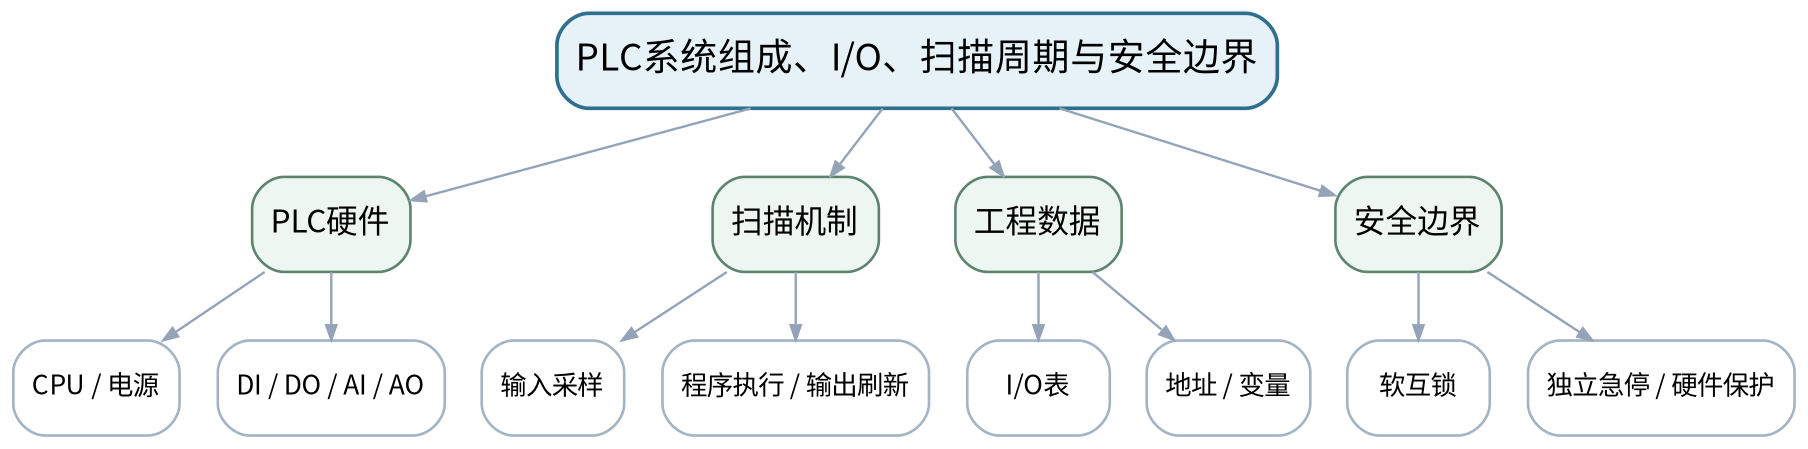 PLC系统组成、I/O、扫描周期与安全边界
PLC硬件
扫描机制
工程数据
安全边界
CPU / 电源
DI / DO / AI / AO
输入采样
程序执行 / 输出刷新
I/O表
地址 / 变量
软互锁
独立急停 / 硬件保护